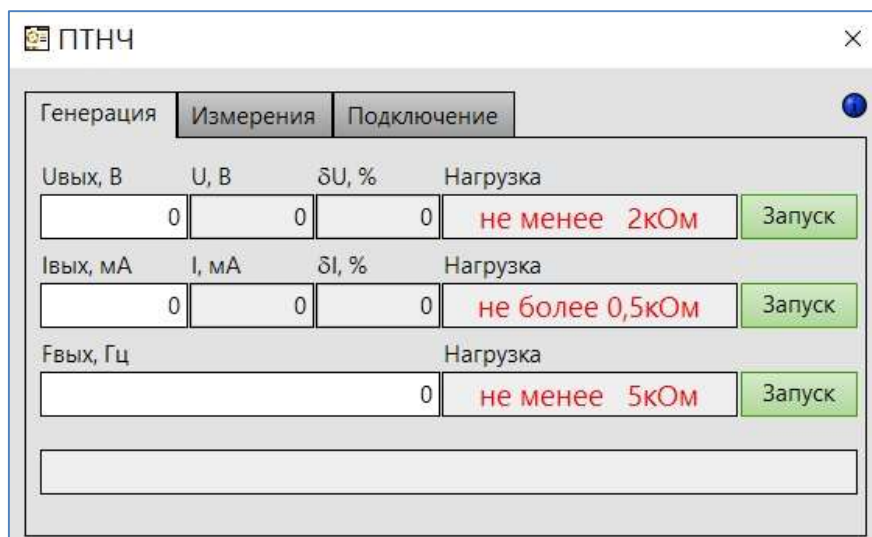 ПТНЧ
Генерация Измерения Подключение
Uвых, В U, В δU, % Нагрузка
0 0 0 не менее 2кОм Запуск
Iвых, мА I, мА δI, % Нагрузка
0 0 0 не более 0,5кОм Запуск
Fвых, Гц Нагрузка
0 не менее 5кОм Запуск